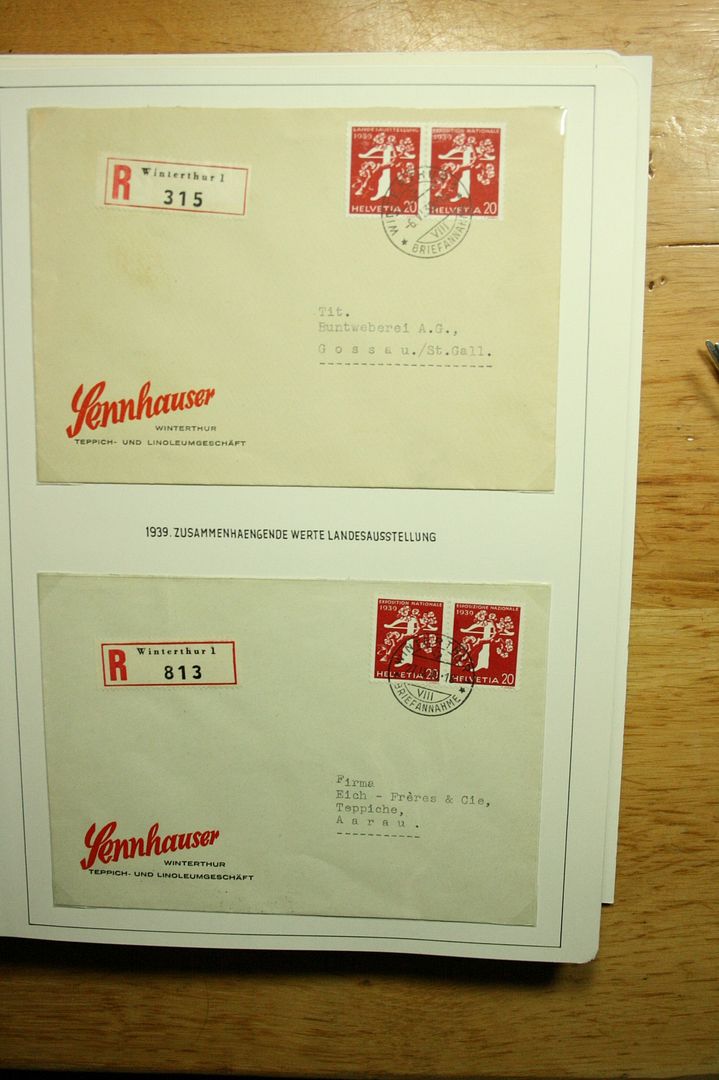 R Winterthur 1
315
LANDESAUSSTELLUNG
1939
HELVETIA 20
EXPOSITION NATIONALE
1939
HELVETIA 20
VIII
* BRIEFANNAHME
Tit.
Buntweberei A.G.,
Gossau./St.Gall.
Sennhauser
WINTERTHUR
TEPPICH- UND LINOLEUMGESCHÄFT
1939. ZUSAMMENHAENGENDE WERTE LANDESAUSSTELLUNG
R Winterthur 1
813
EXPOSITION NATIONALE
1939
HELVETIA 20
ESPOSIZIONE NAZIONALE
1939
HELVETIA 20
WINTERTHUR
VIII
BRIEFANNAHME *
Firma
Eich - Frères & Cie,
Teppiche,
Aarau.
Sennhauser
WINTERTHUR
TEPPICH- UND LINOLEUMGESCHÄFT